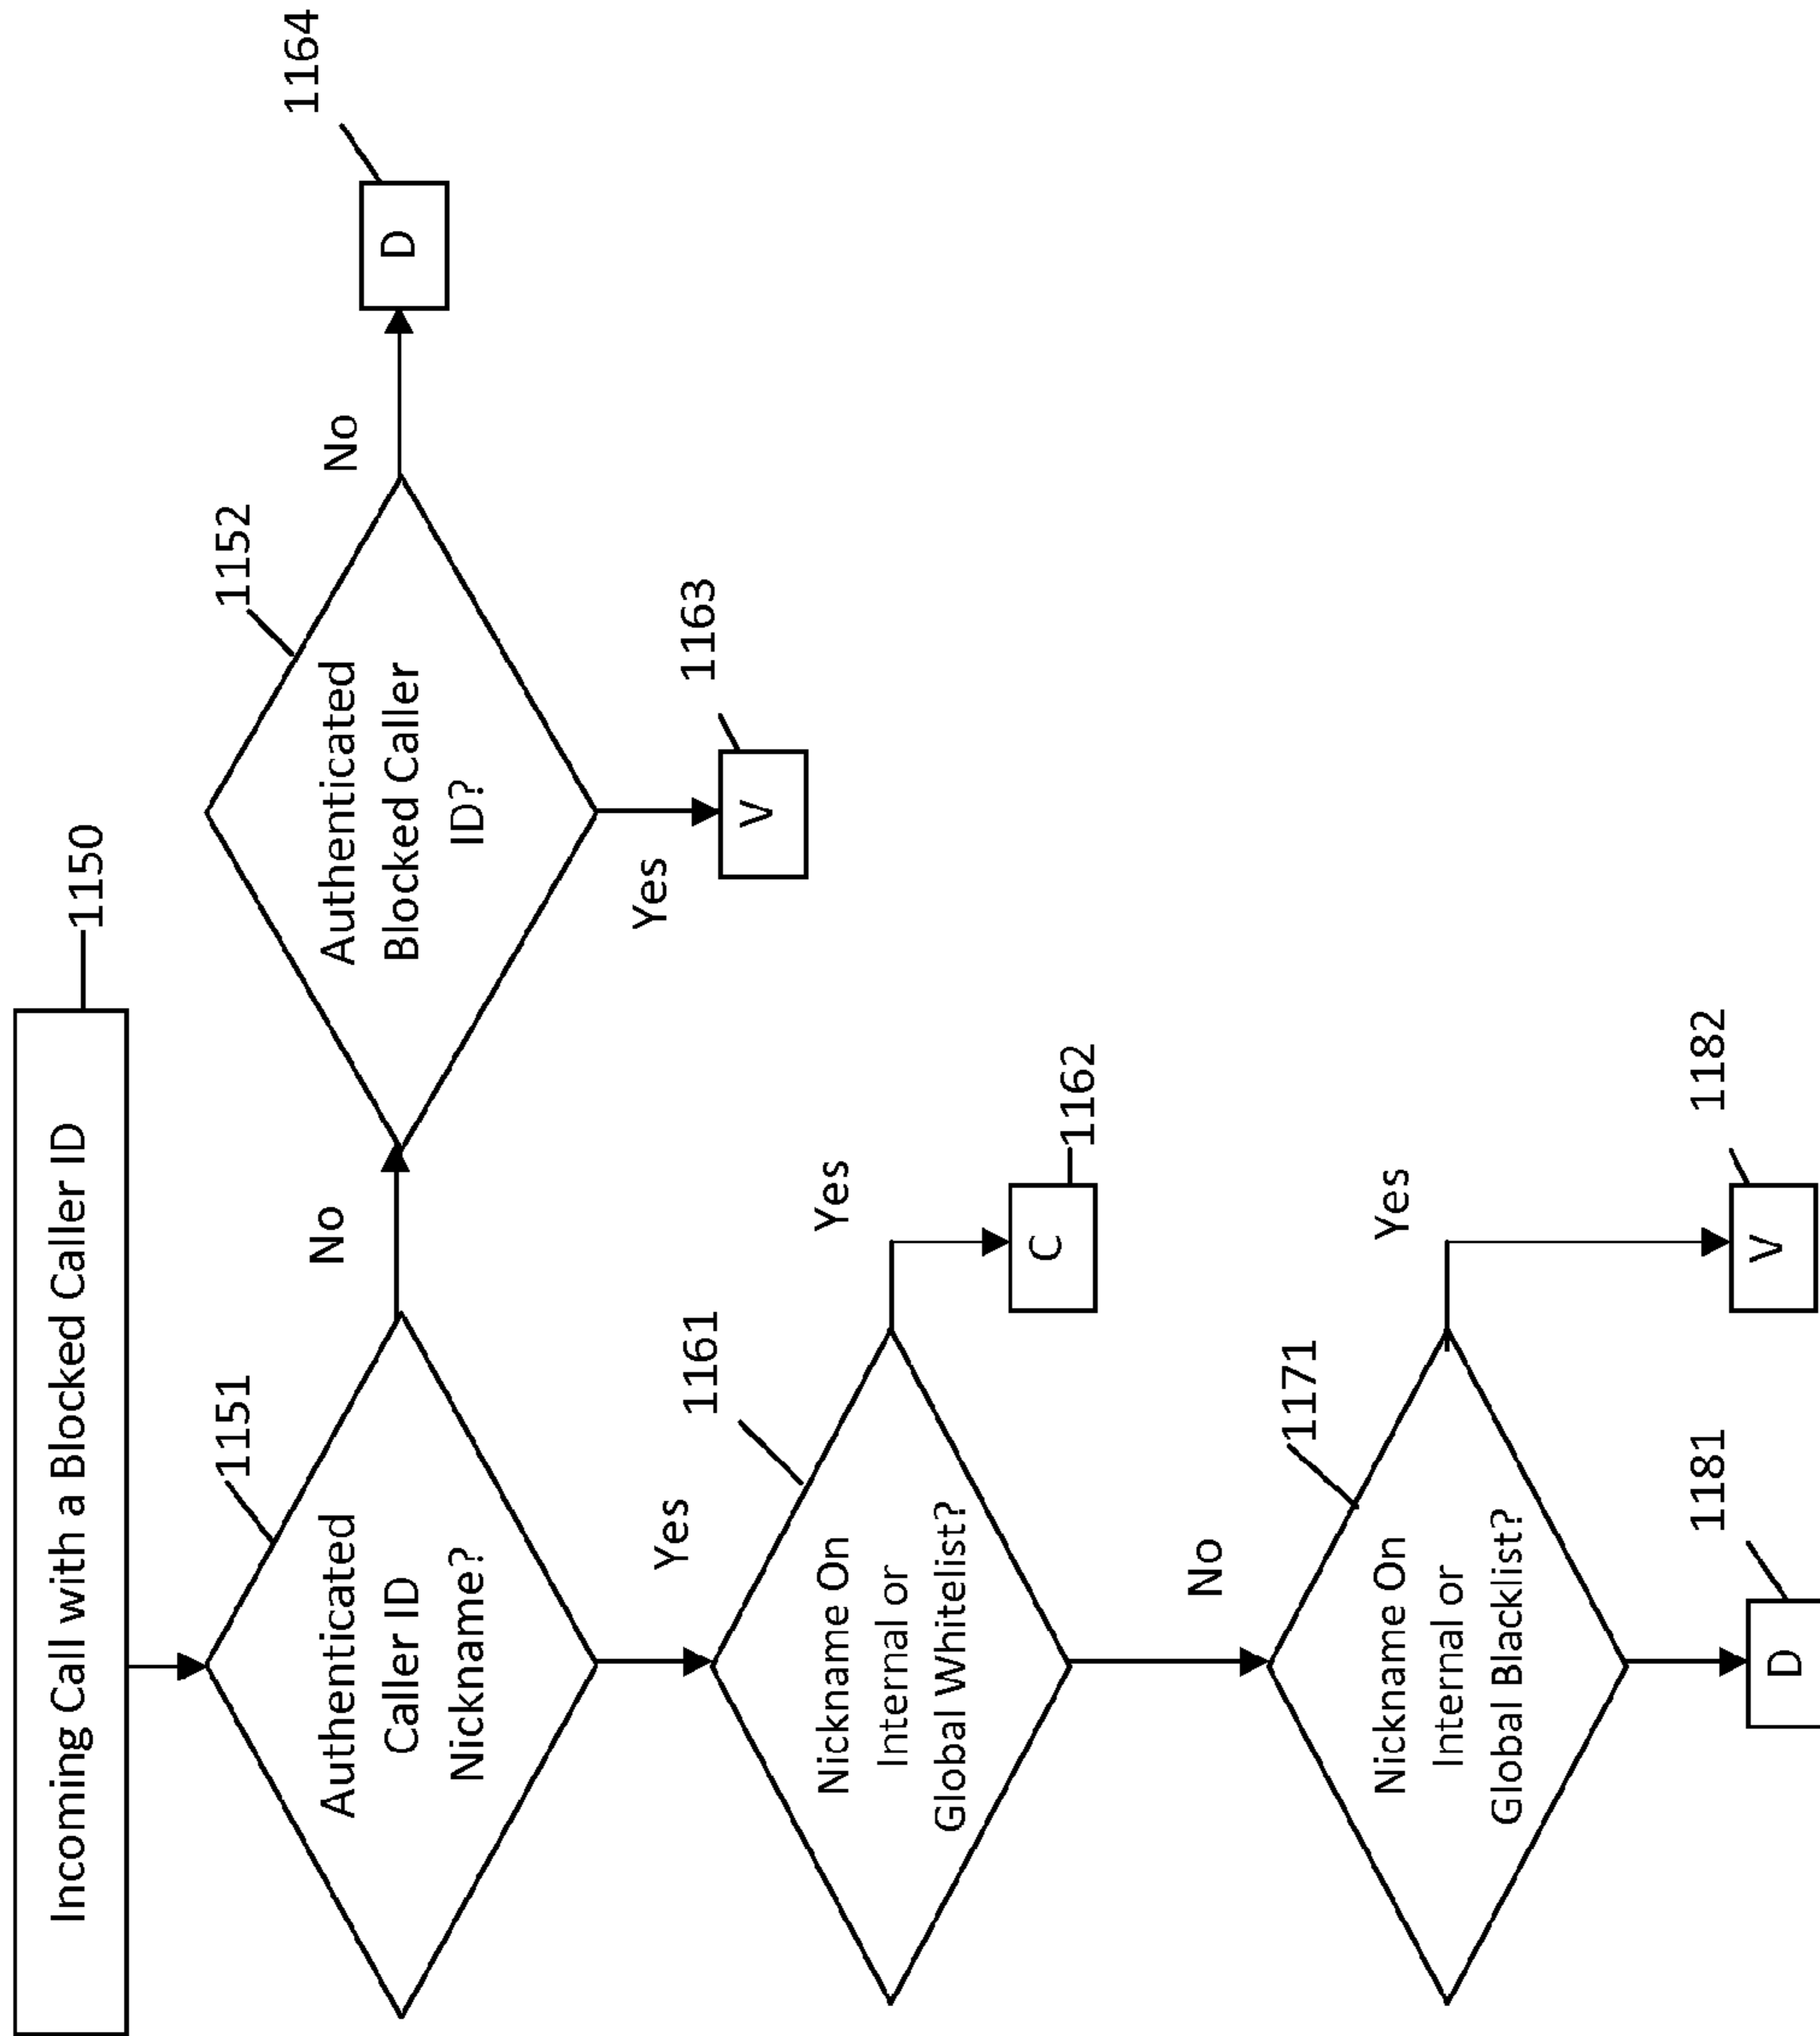 Incoming Call with a Blocked Caller ID
1150
1151
Authenticated
Caller ID
Nickname?
No
1152
Authenticated
Blocked Caller
ID?
No
1164
D
Yes
1163
V
Yes
1161
Nickname On
Internal or
Global Whitelist?
Yes
C
1162
No
1171
Nickname On
Internal or
Global Blacklist?
Yes
1182
V
1181
D